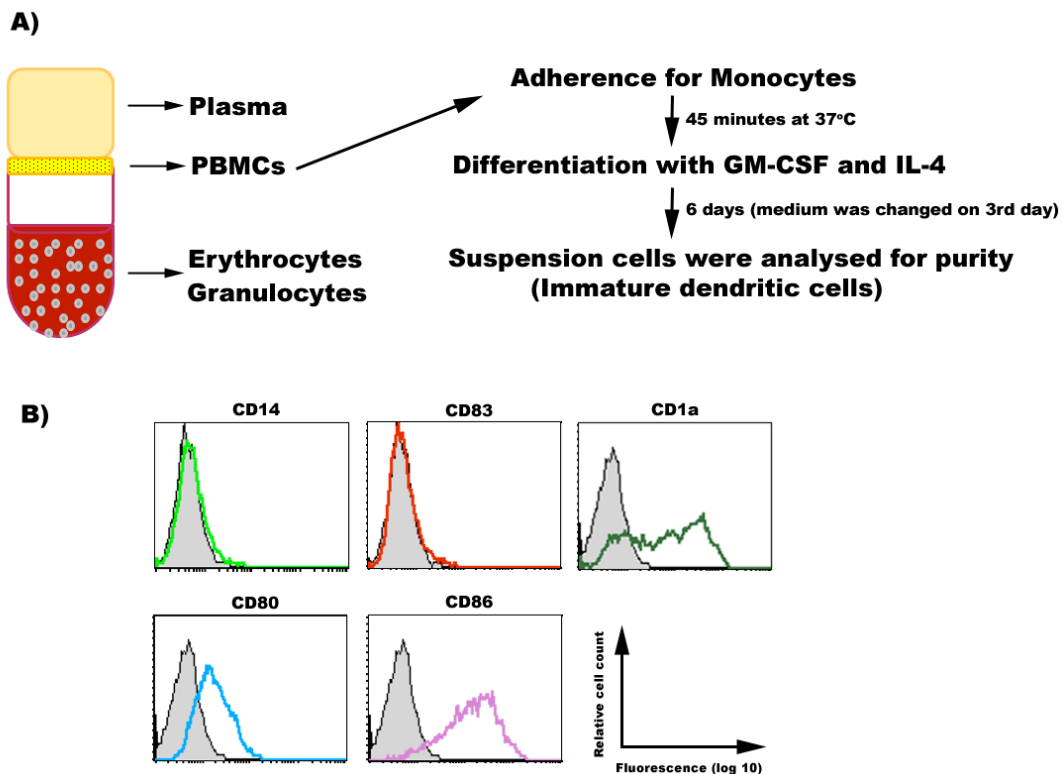 A)
Plasma
PBMCs
Erythrocytes
Granulocytes
Adherence for Monocytes
45 minutes at 37°C
Differentiation with GM-CSF and IL-4
6 days (medium was changed on 3rd day)
Suspension cells were analysed for purity
(Immature dendritic cells)
B)
CD14
CD83
CD1a
CD80
CD86
Relative cell count
Fluorescence (log 10)